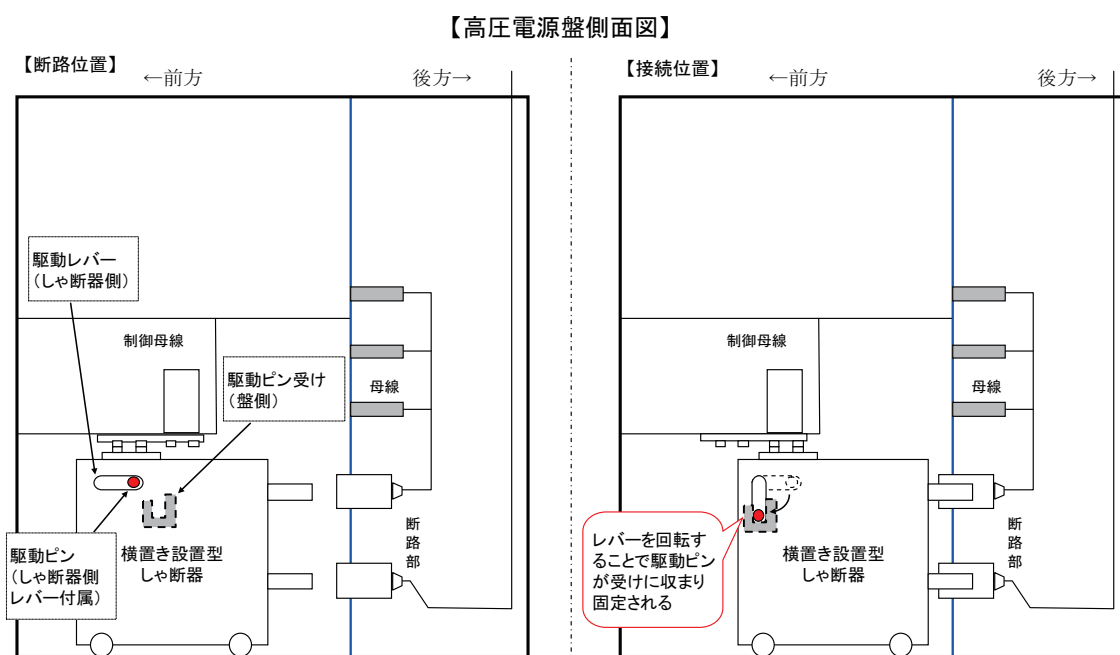 【高圧電源盤側面図】
【断路位置】
←前方
後方→
駆動レバー
（しゃ断器側）
制御母線
駆動ピン受け
（盤側）
母線
駆動ピン
（しゃ断器側
レバー付属）
横置き設置型
しゃ断器
断路部
【接続位置】
←前方
後方→
制御母線
母線
レバーを回転す
ることで駆動ピン
が受けに収まり
固定される
横置き設置型
しゃ断器
断路部